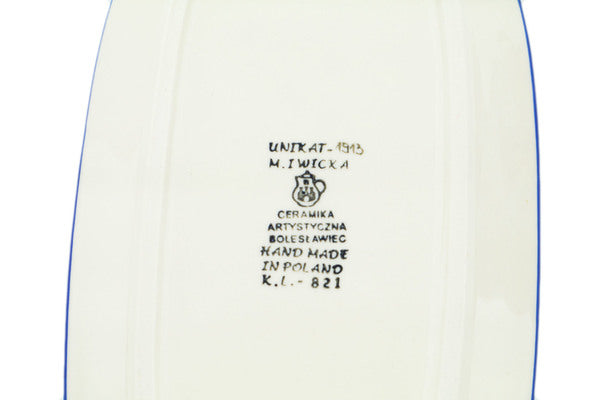 UNIKAT-1913
M.IWICKA
CERAMIKA
ARTYSTYCZNA
BOLESŁAWIEC
HAND MADE
IN POLAND
K.L.-821